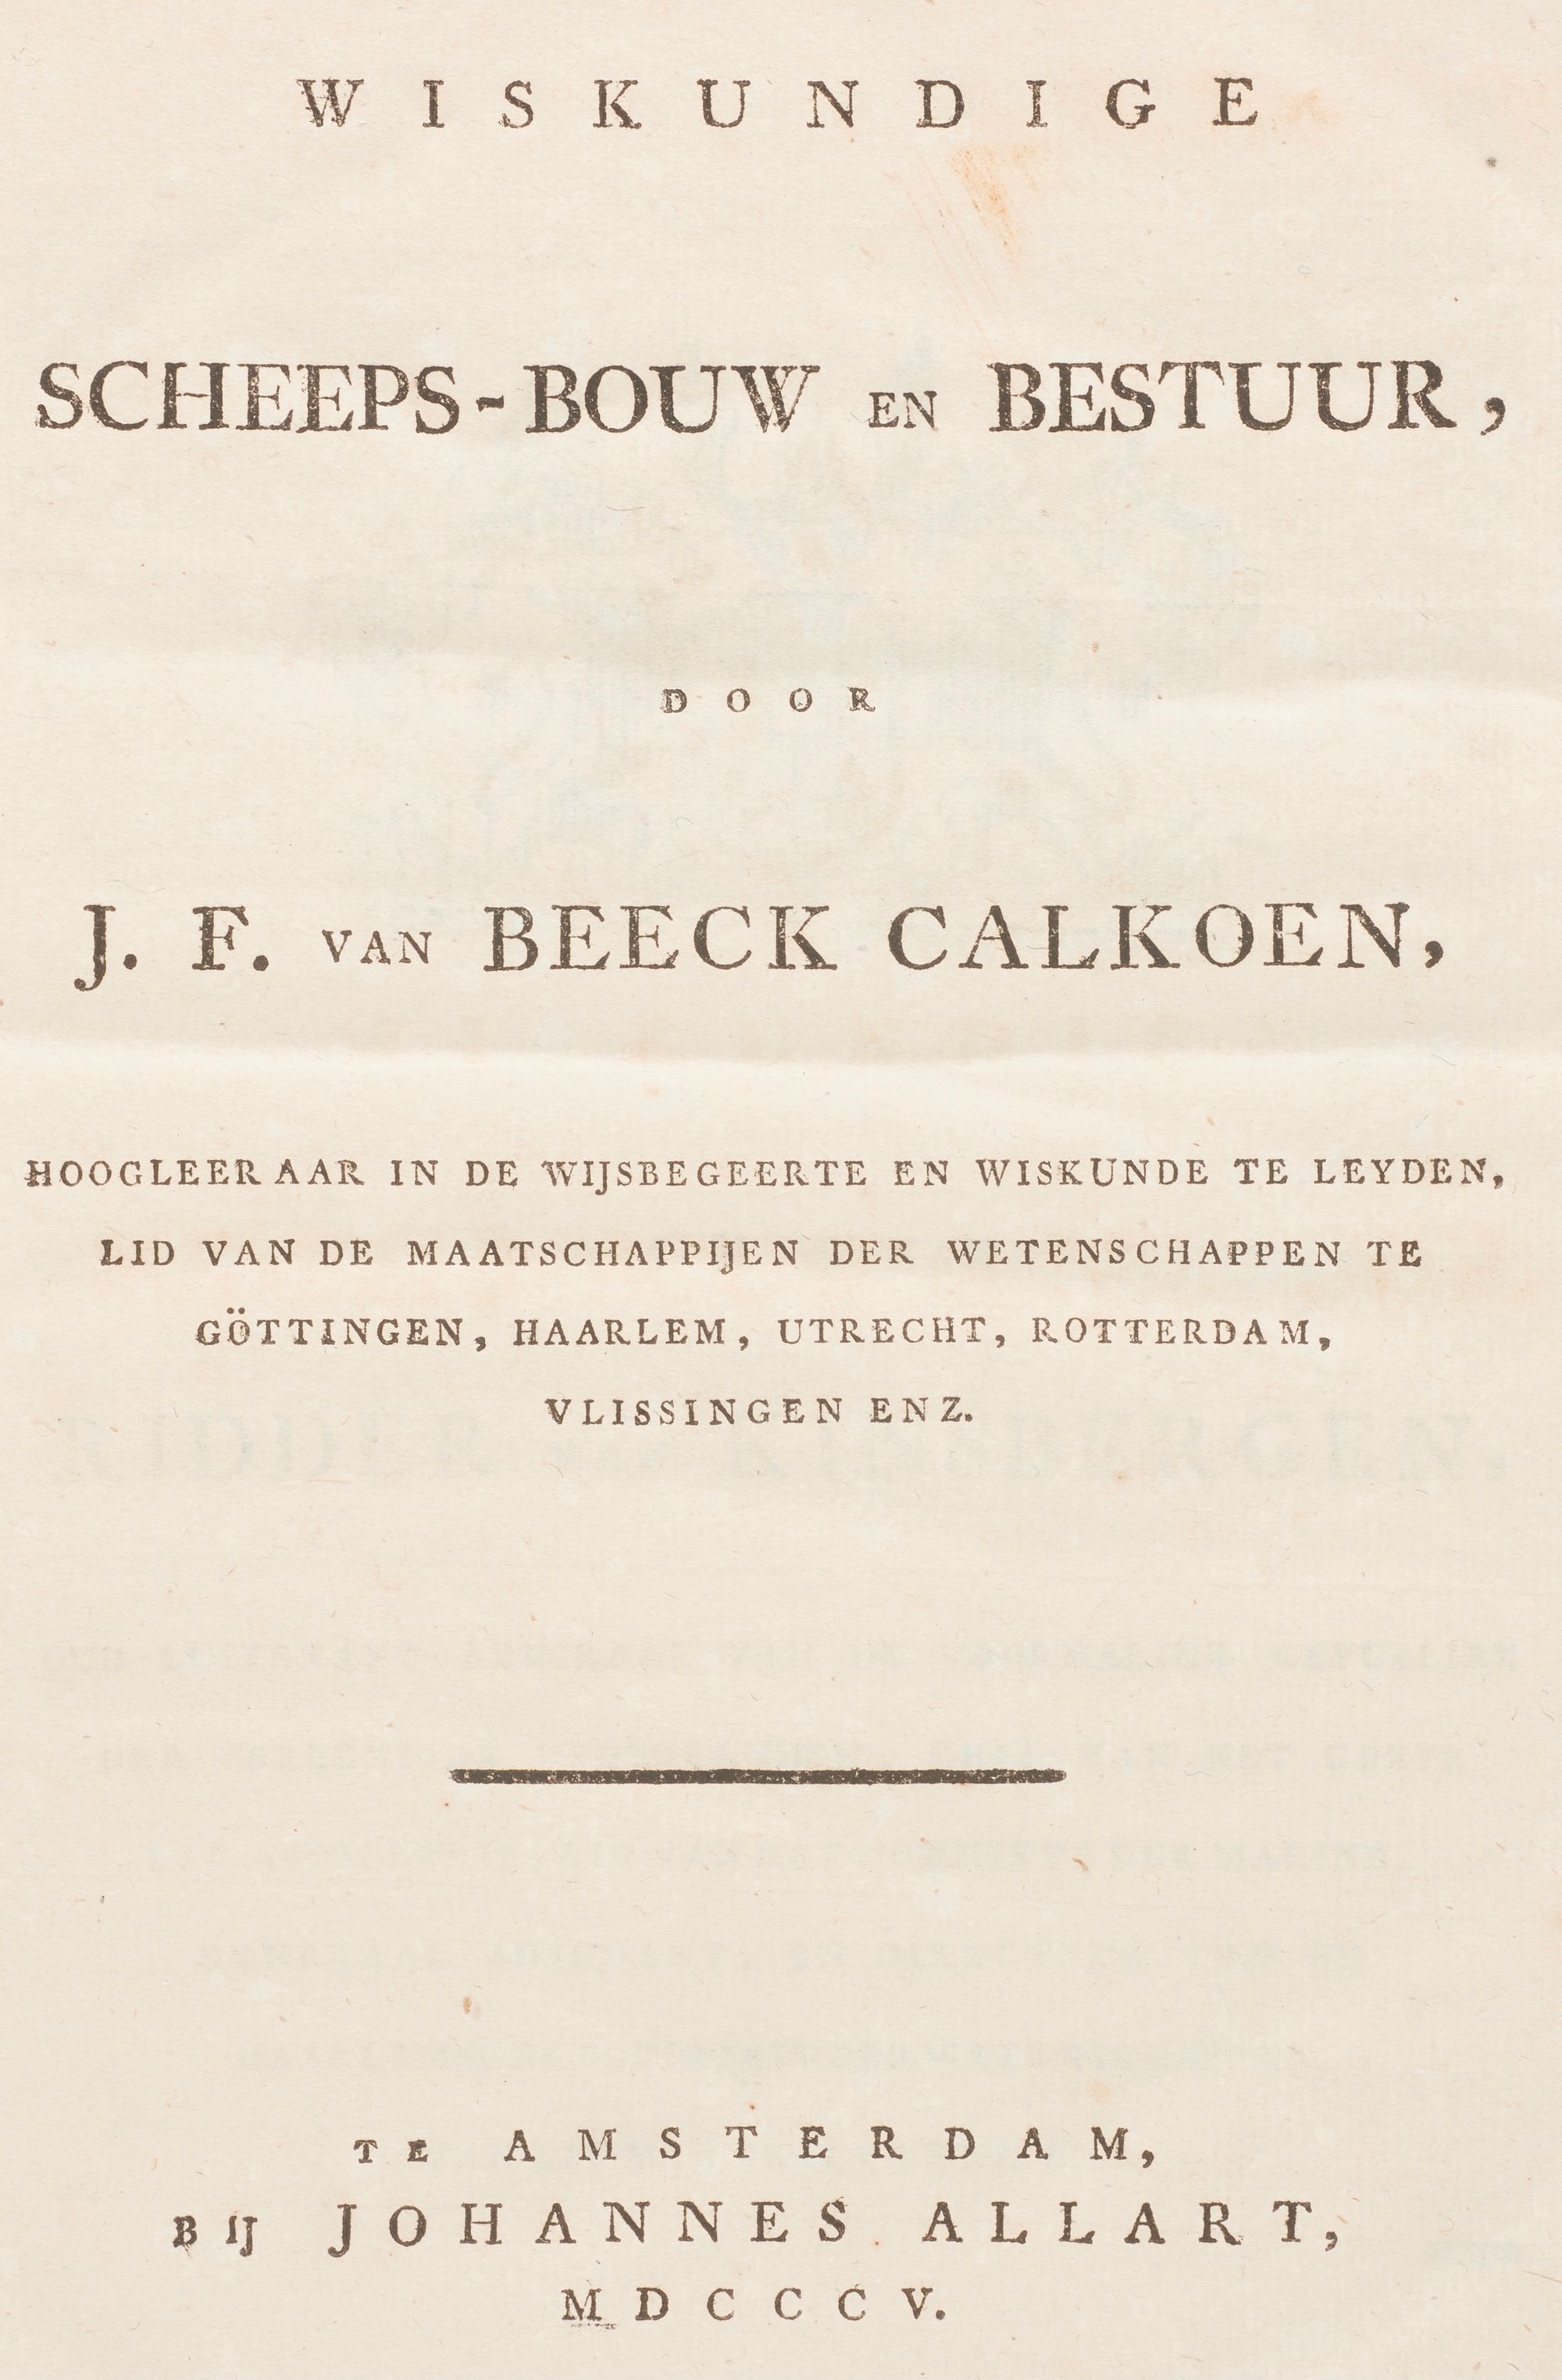 WISKUNDIGE
SCHEEPS-BOUW EN BESTUUR,
DOOR
J. F. VAN BEECK CALKOEN,
HOOGLEERAAR IN DE WIJSBEGEERTE EN WISKUNDE TE LEYDEN,
LID VAN DE MAATSCHAPPIJEN DER WETENSCHAPPEN TE
GÖTTINGEN, HAARLEM, UTRECHT, ROTTERDAM,
VLISSINGEN ENZ.
TE AMSTERDAM,
BIJ JOHANNES ALLART,
MDCCCV.